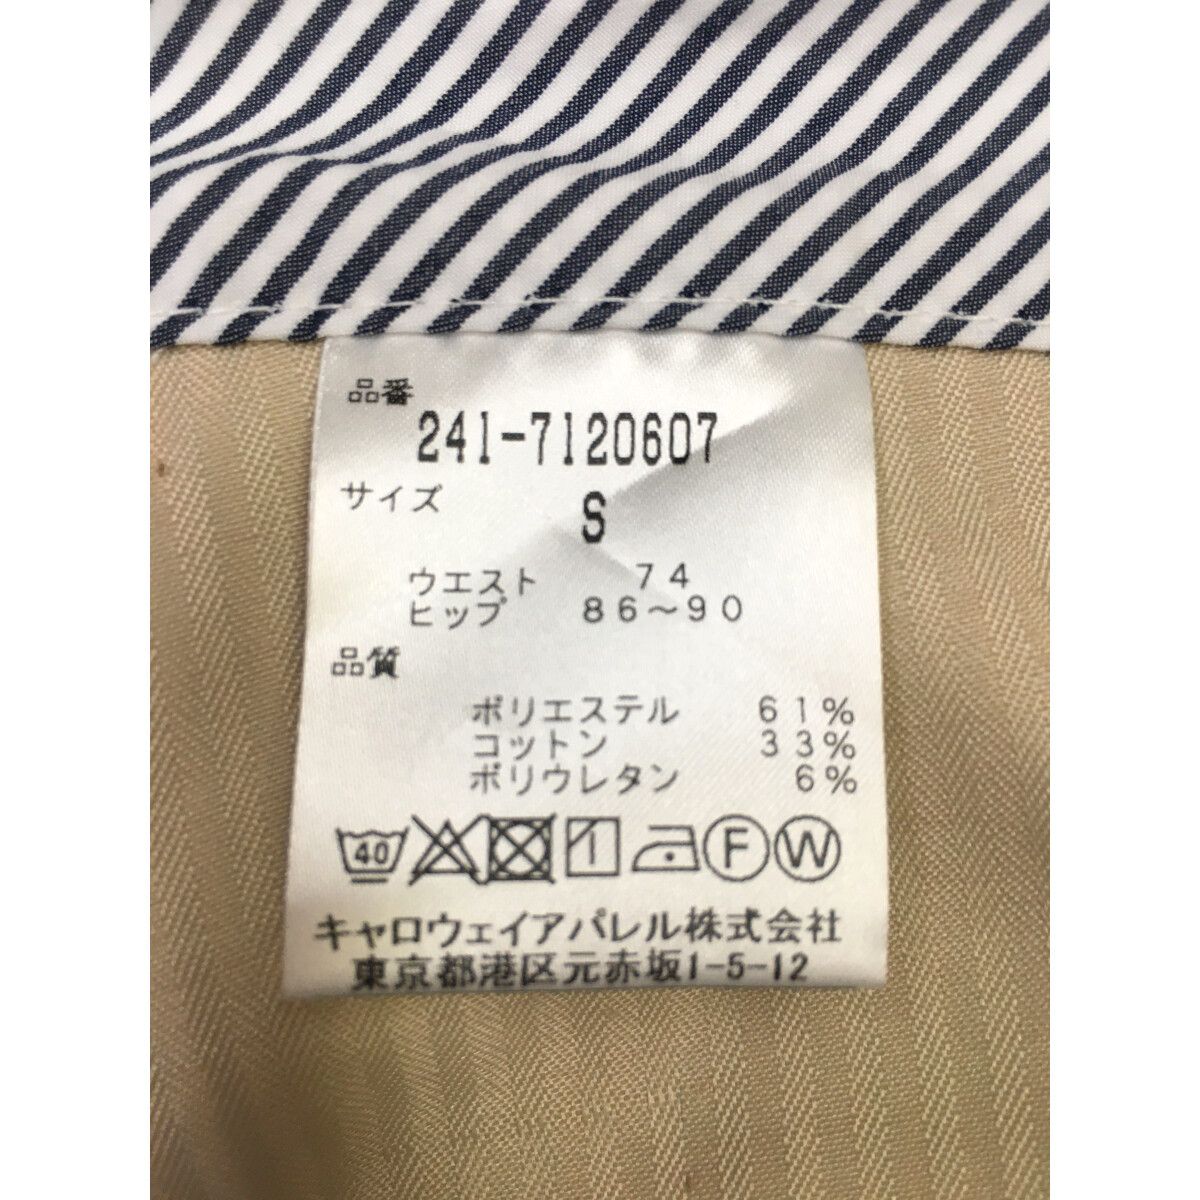 品番
241-7120607
サイズ S
ウエスト 74
ヒップ 86～90
品質
ポリエステル 61%
コットン 33%
ポリウレタン 6%
40 F W
キャロウェイアパレル株式会社
東京都港区元赤坂1-5-12